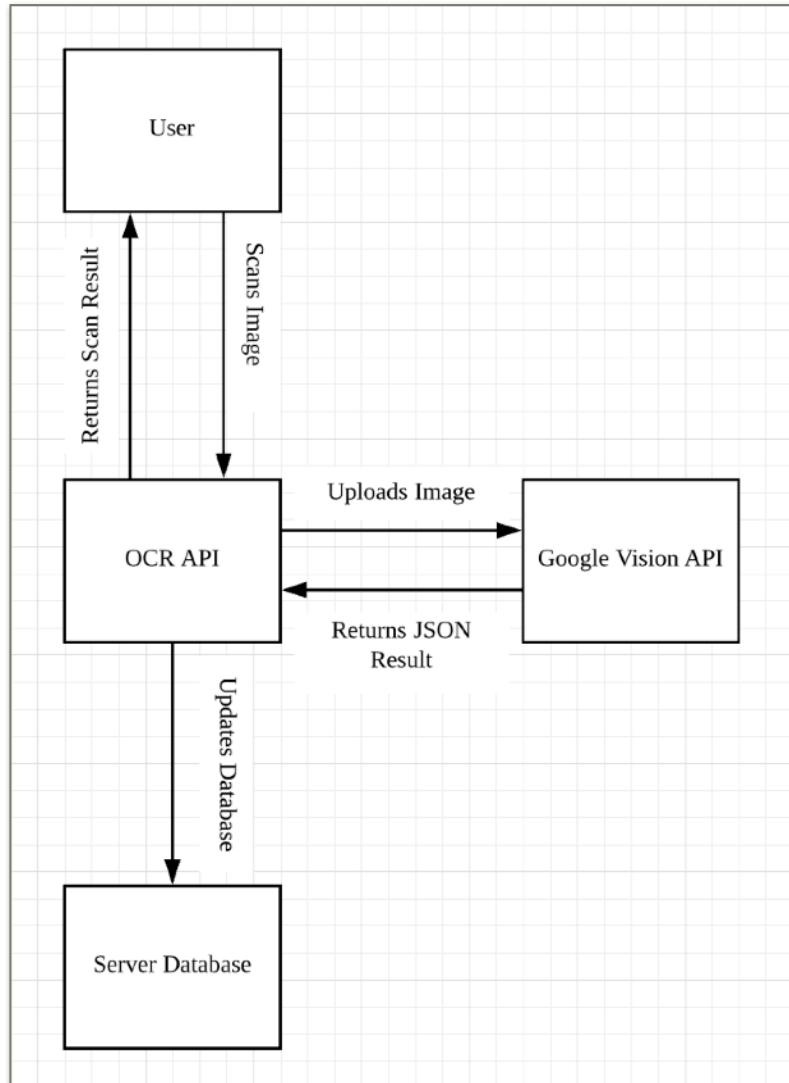 User
Returns Scan Result
Scans Image
Uploads Image
OCR API
Google Vision API
Returns JSON
Result
Updates Database
Server Database